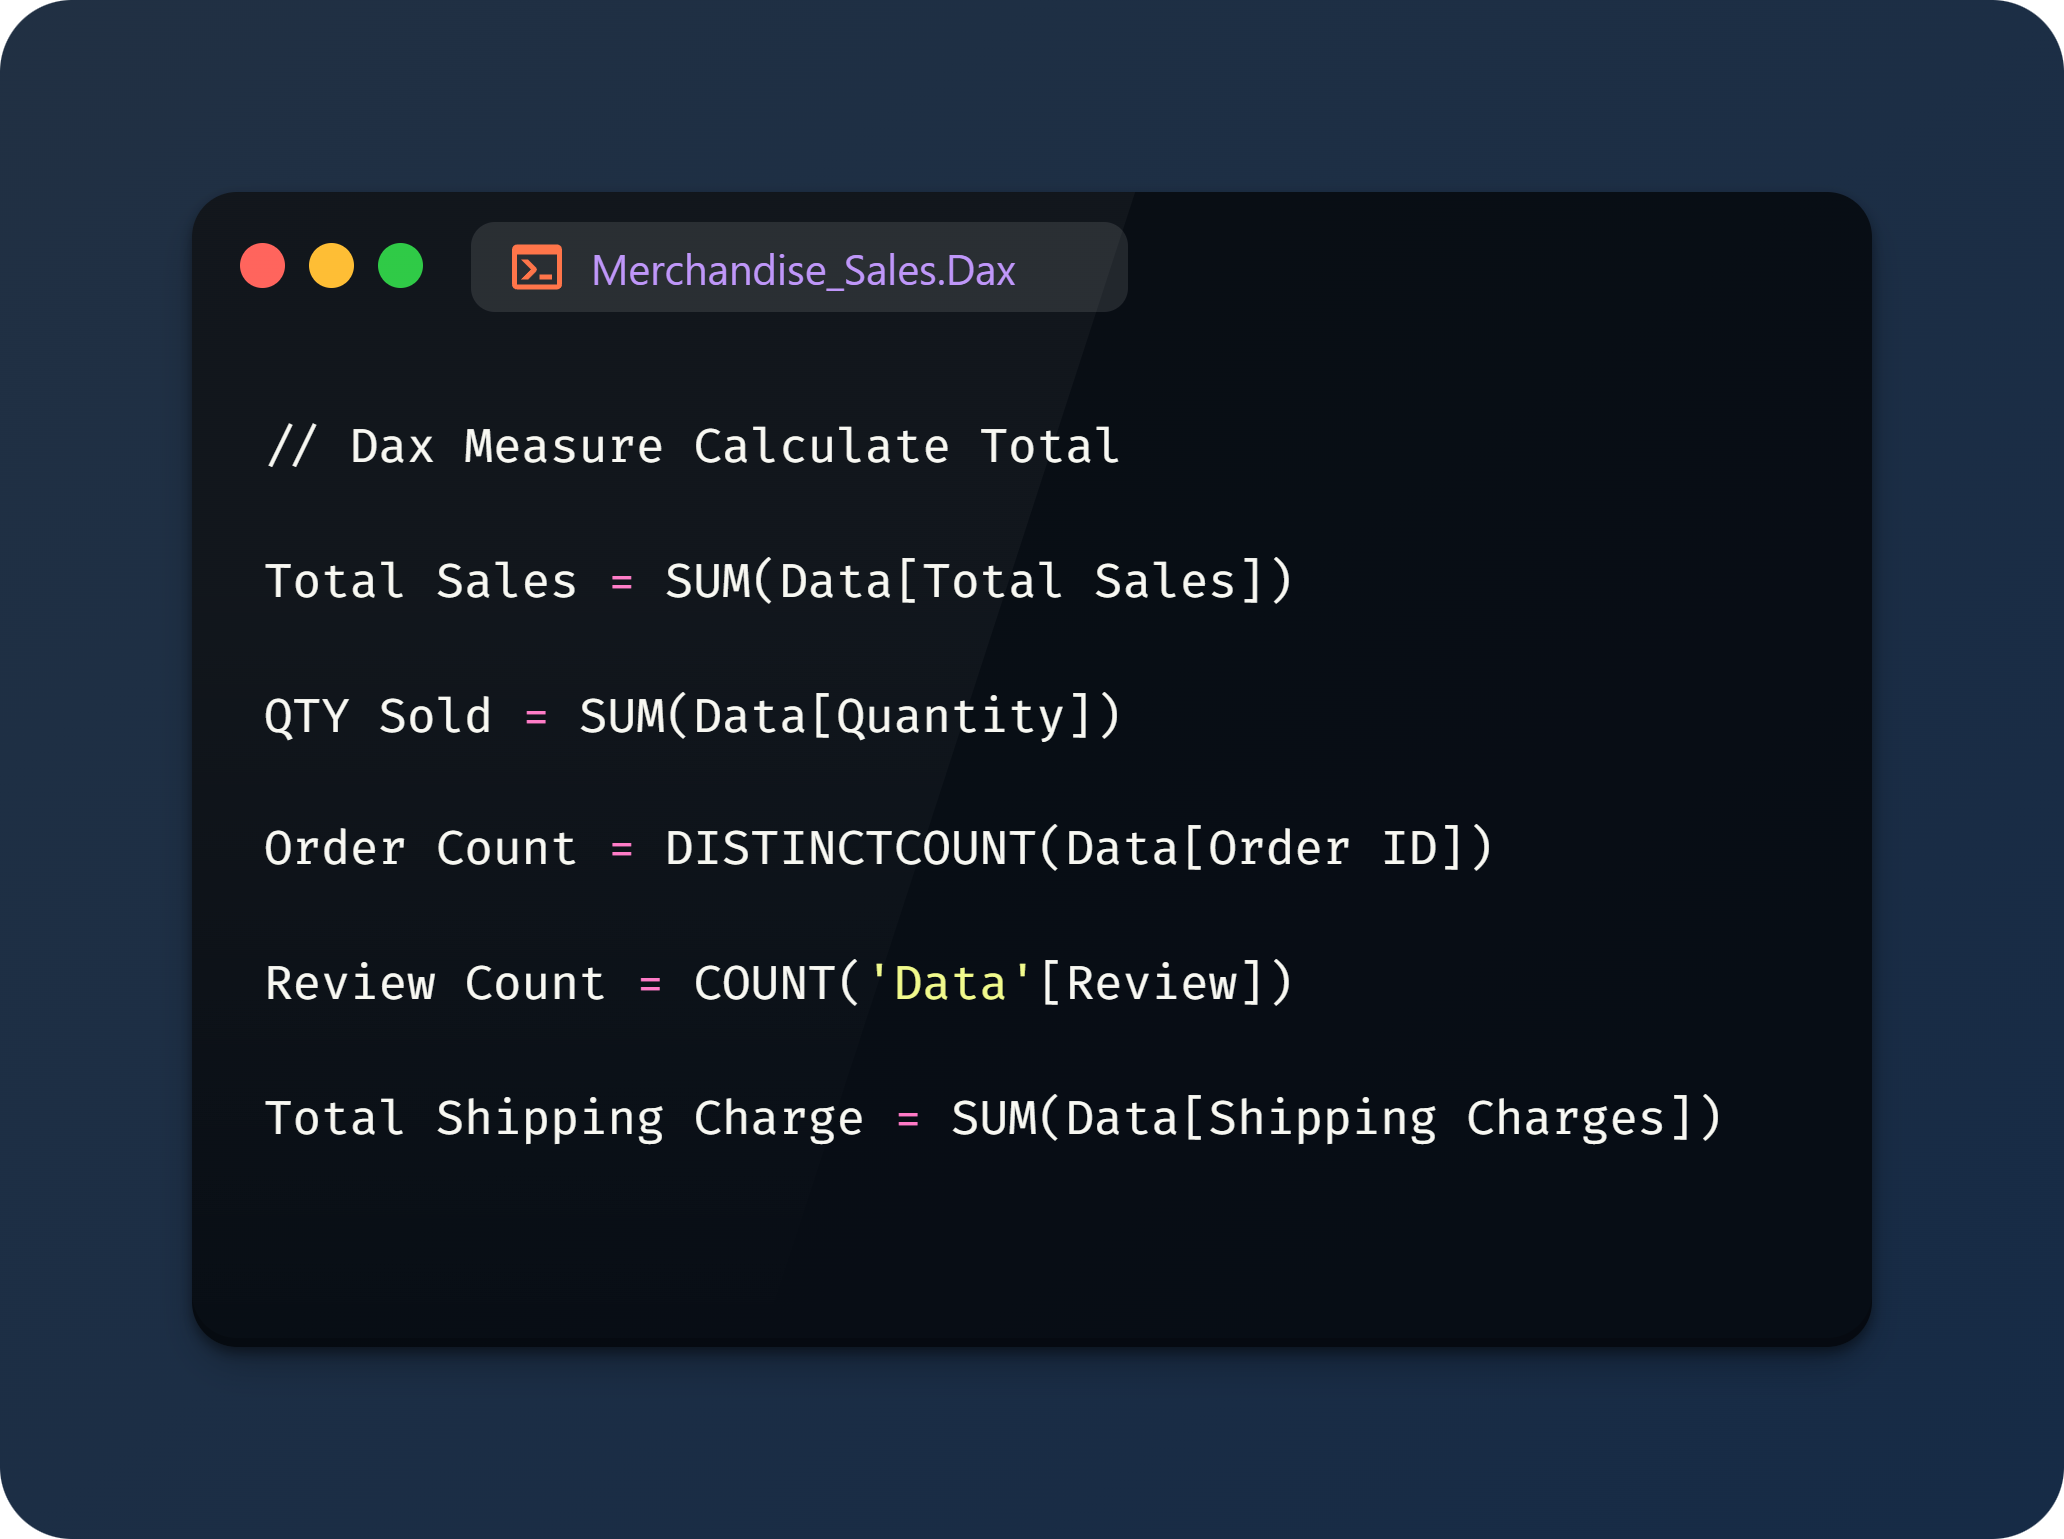 Merchandise_Sales.Dax
// Dax Measure Calculate Total
Total Sales = SUM(Data[Total Sales])
QTY Sold = SUM(Data[Quantity])
Order Count = DISTINCTCOUNT(Data[Order ID])
Review Count = COUNT('Data'[Review])
Total Shipping Charge = SUM(Data[Shipping Charges])